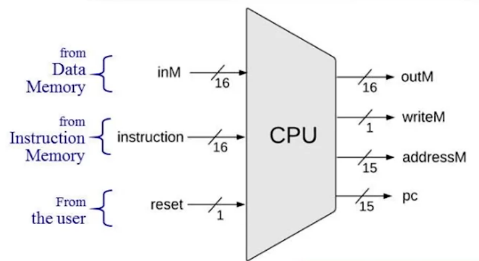 from
Data
Memory
inM
16
from
Instruction
Memory
instruction
16
From
the user
reset
1
CPU
16
outM
1
writeM
15
addressM
15
pc